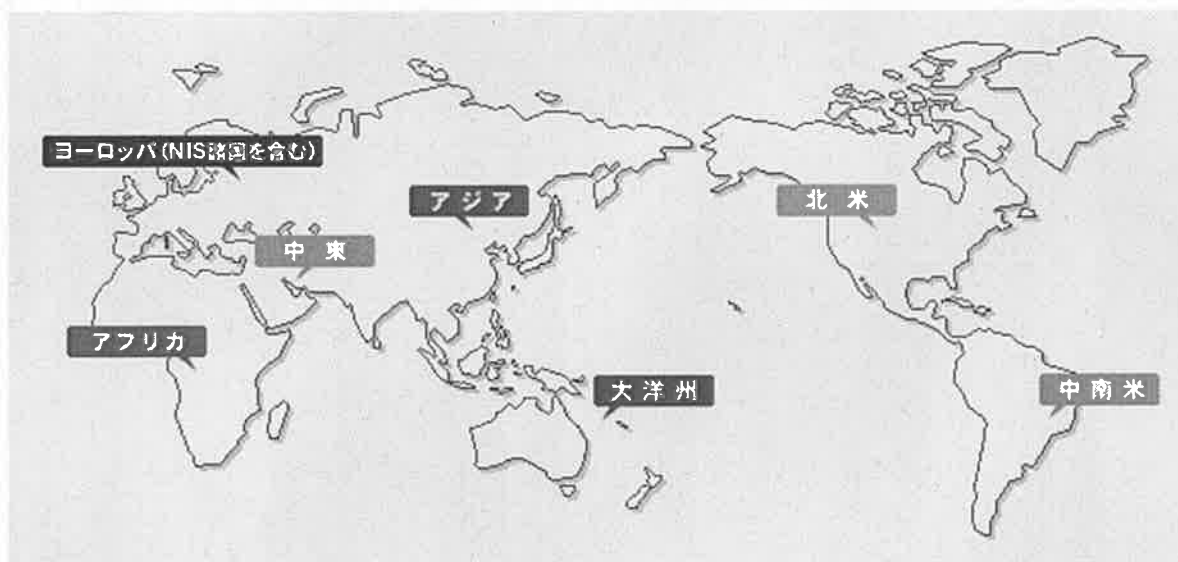 ヨーロッパ(NIS諸国を含む)
アジア
北米
中東
アフリカ
大洋州
中南米